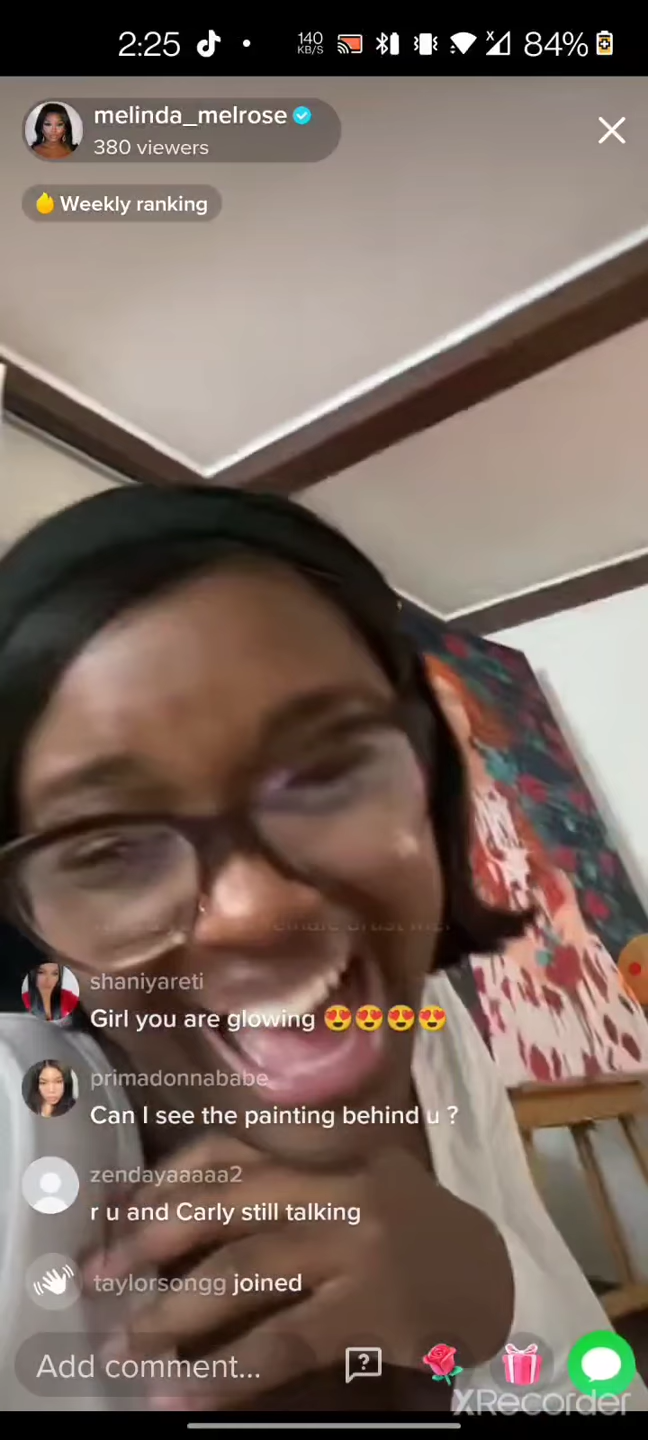 2:25
140
KB/S
84%
melinda_melrose
380 viewers
Weekly ranking
shaniyareti
Girl you are glowing 😍😍😍😍
primadonnababe
Can I see the painting behind u ?
zendayaaaaa2
r u and Carly still talking
taylorsongg joined
Add comment...
XRecorder